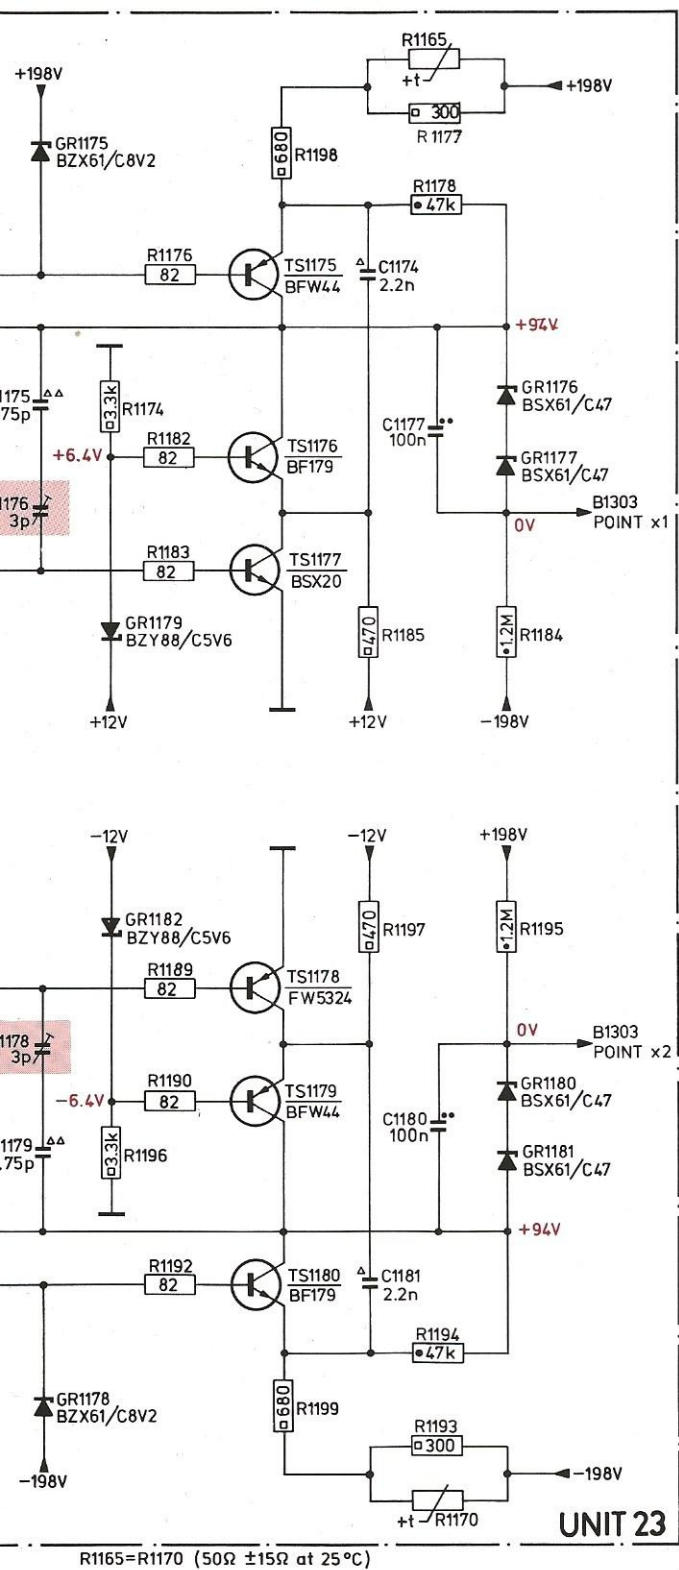 R1165
+t
+198V
+198V
300
R1177
GR1175
BZX61/C8V2
680
R1198
R1178
47k
R1176
82
TS1175
BFW44
C1174
2.2n
+94V
1175
75p
3.3k
R1174
GR1176
BSX61/C47
C1177
100n
R1182
82
+6.4V
TS1176
BF179
GR1177
BSX61/C47
1176
3p
0V
B1303
POINT x1
R1183
82
TS1177
BSX20
GR1179
BZY88/C5V6
470
R1185
1.2M
R1184
+12V
+12V
-198V
-12V
-12V
+198V
GR1182
BZY88/C5V6
470
R1197
1.2M
R1195
R1189
82
TS1178
FW5324
1178
3p
0V
B1303
POINT x2
R1190
82
-6.4V
TS1179
BFW44
GR1180
BSX61/C47
C1180
100n
1179
.75p
3.3k
R1196
GR1181
BSX61/C47
+94V
R1192
82
TS1180
BF179
C1181
2.2n
R1194
47k
GR1178
BZX61/C8V2
680
R1199
R1193
300
-198V
-198V
+t
R1170
UNIT 23
R1165=R1170 (50Ω ±15Ω at 25°C)